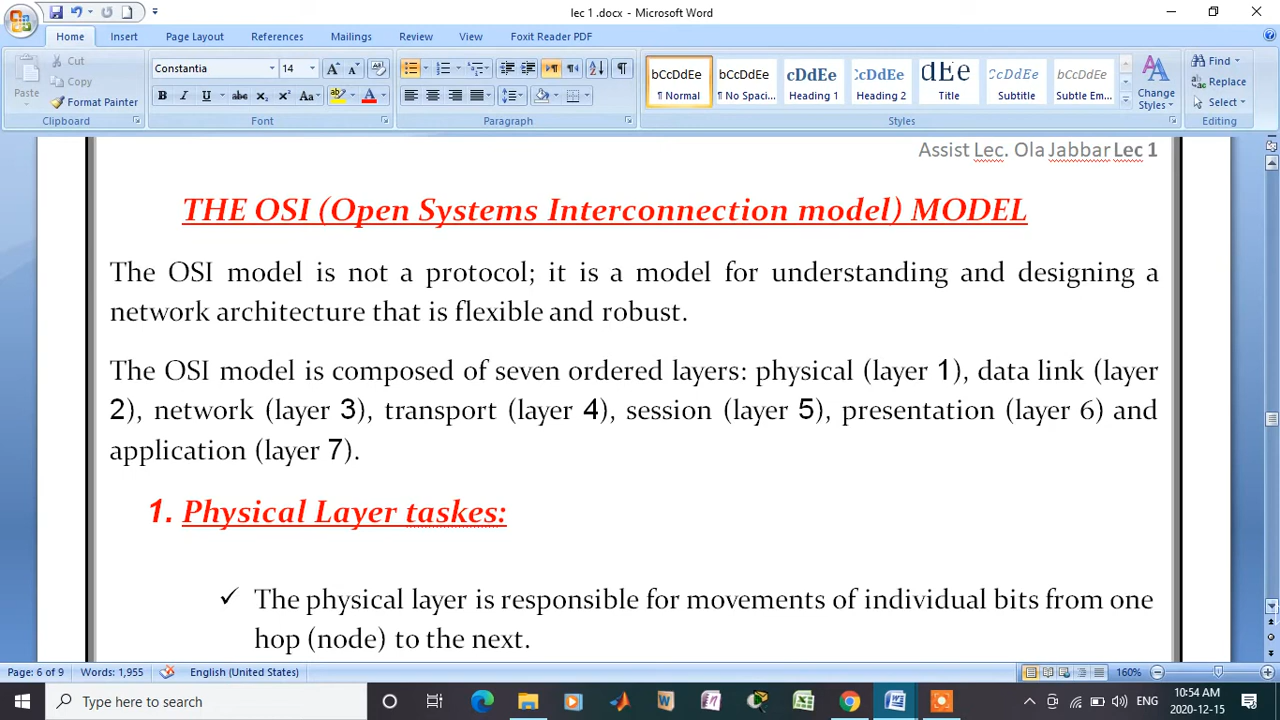 lec 1 .docx - Microsoft Word
Home Insert Page Layout References Mailings Review View Foxit Reader PDF
Paste
Cut
Copy
Format Painter
Clipboard
Constantia 14
B I U abc x₂ x² Aa
Font
Paragraph
AaBbCcDdEe
¶ Normal ¶ No Spaci... Heading 1 Heading 2 Title Subtitle Subtle Em...
Change Styles
Styles
Find
Replace
Select
Editing
Assist Lec. Ola Jabbar Lec 1
THE OSI (Open Systems Interconnection model) MODEL
The OSI model is not a protocol; it is a model for understanding and designing a
network architecture that is flexible and robust.
The OSI model is composed of seven ordered layers: physical (layer 1), data link (layer
2), network (layer 3), transport (layer 4), session (layer 5), presentation (layer 6) and
application (layer 7).
1. Physical Layer taskes:
✓ The physical layer is responsible for movements of individual bits from one
hop (node) to the next.
Page: 6 of 9 Words: 1,955 English (United States) 160%
Type here to search
ENG
10:54 AM
2020-12-15